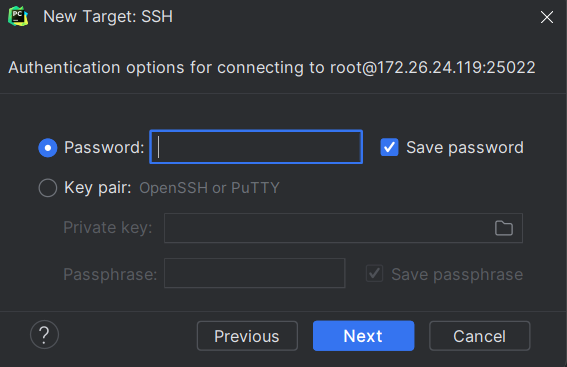 PC
New Target: SSH
Authentication options for connecting to root@172.26.24.119:25022
Password: Save password
Key pair: OpenSSH or PuTTY
Private key:
Passphrase: Save passphrase
? Previous Next Cancel